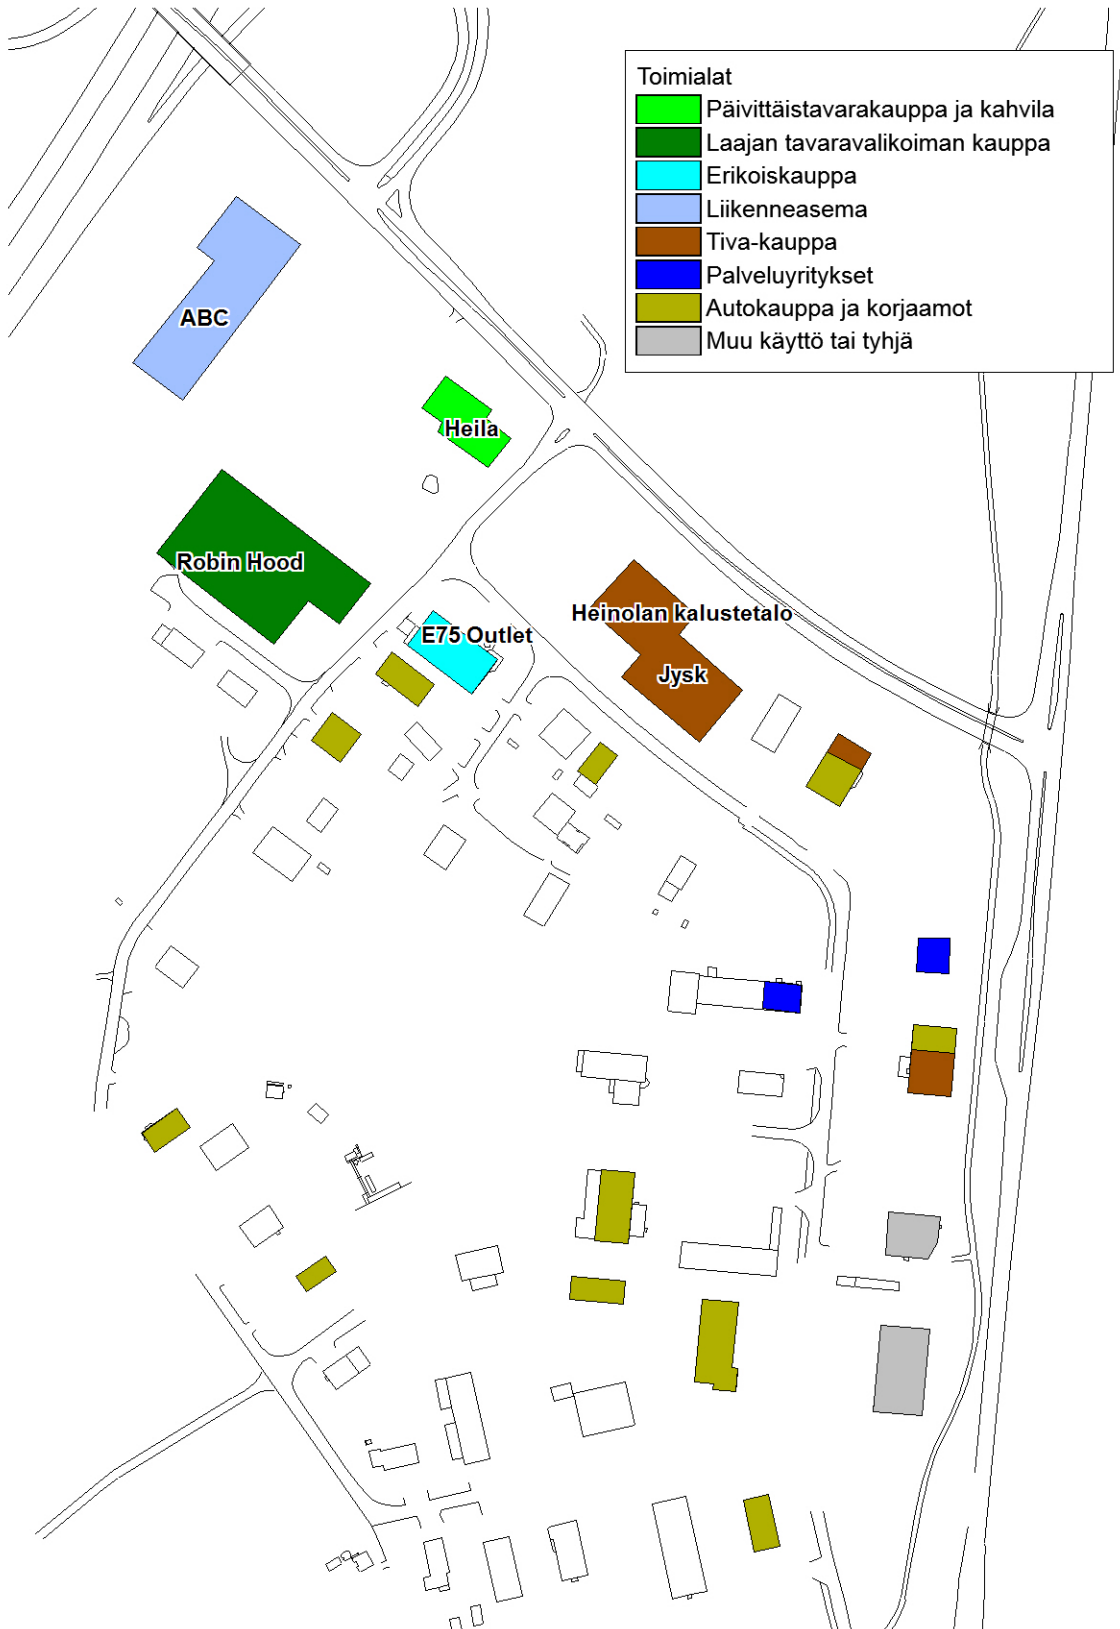 Toimialat
Päivittäistavarakauppa ja kahvila
Laajan tavaravalikoiman kauppa
Erikoiskauppa
Liikenneasema
Tiva-kauppa
Palveluyritykset
Autokauppa ja korjaamot
Muu käyttö tai tyhjä
ABC
Heila
Robin Hood
Heinolan kalustetalo
E75 Outlet
Jysk